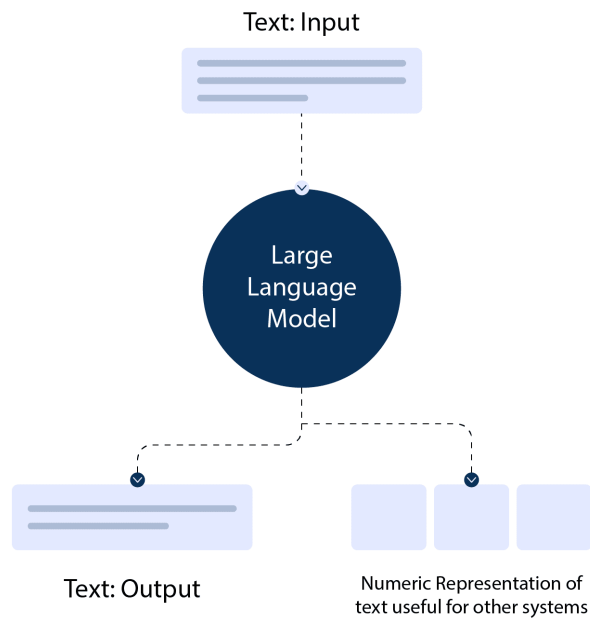 Text: Input
Large
Language
Model
Text: Output
Numeric Representation of
text useful for other systems